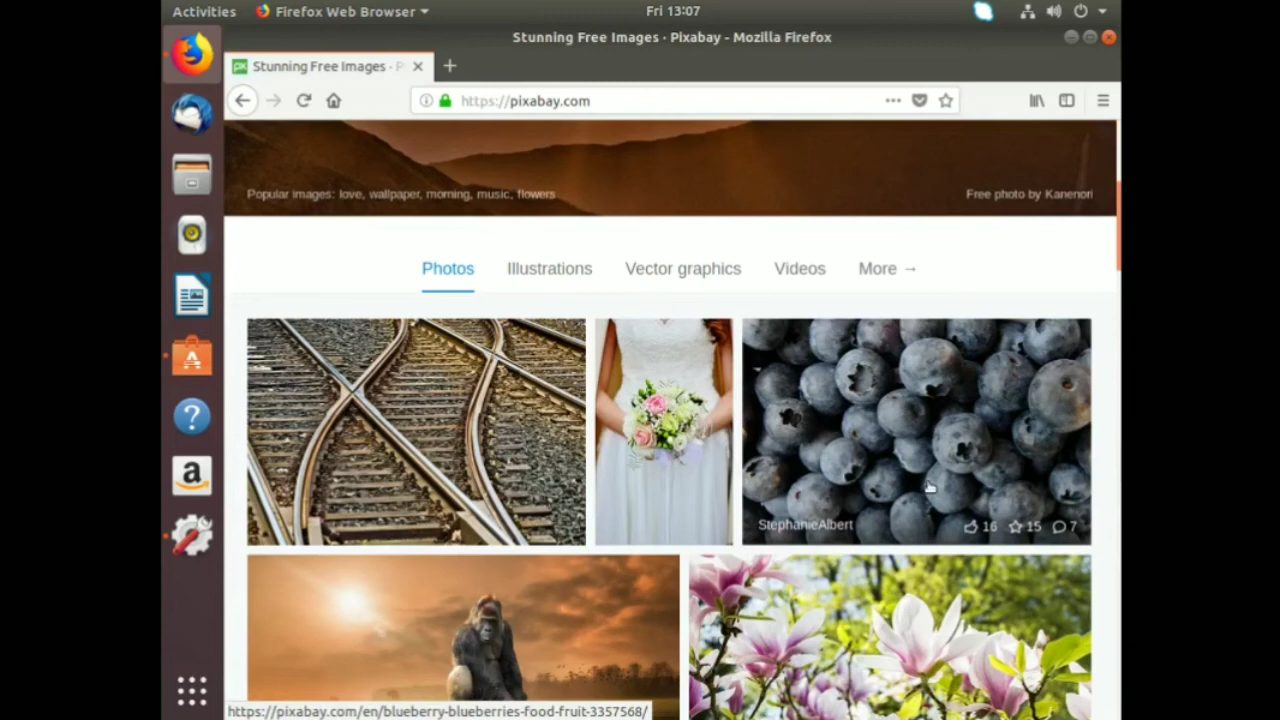 Activities Firefox Web Browser Fri 13:07
Stunning Free Images · Pixabay - Mozilla Firefox
Stunning Free Images · P
https://pixabay.com
Popular images: love, wallpaper, morning, music, flowers Free photo by Kanenori
Photos Illustrations Vector graphics Videos More →
StephanieAlbert 16 15 7
https://pixabay.com/en/blueberry-blueberries-food-fruit-3357568/